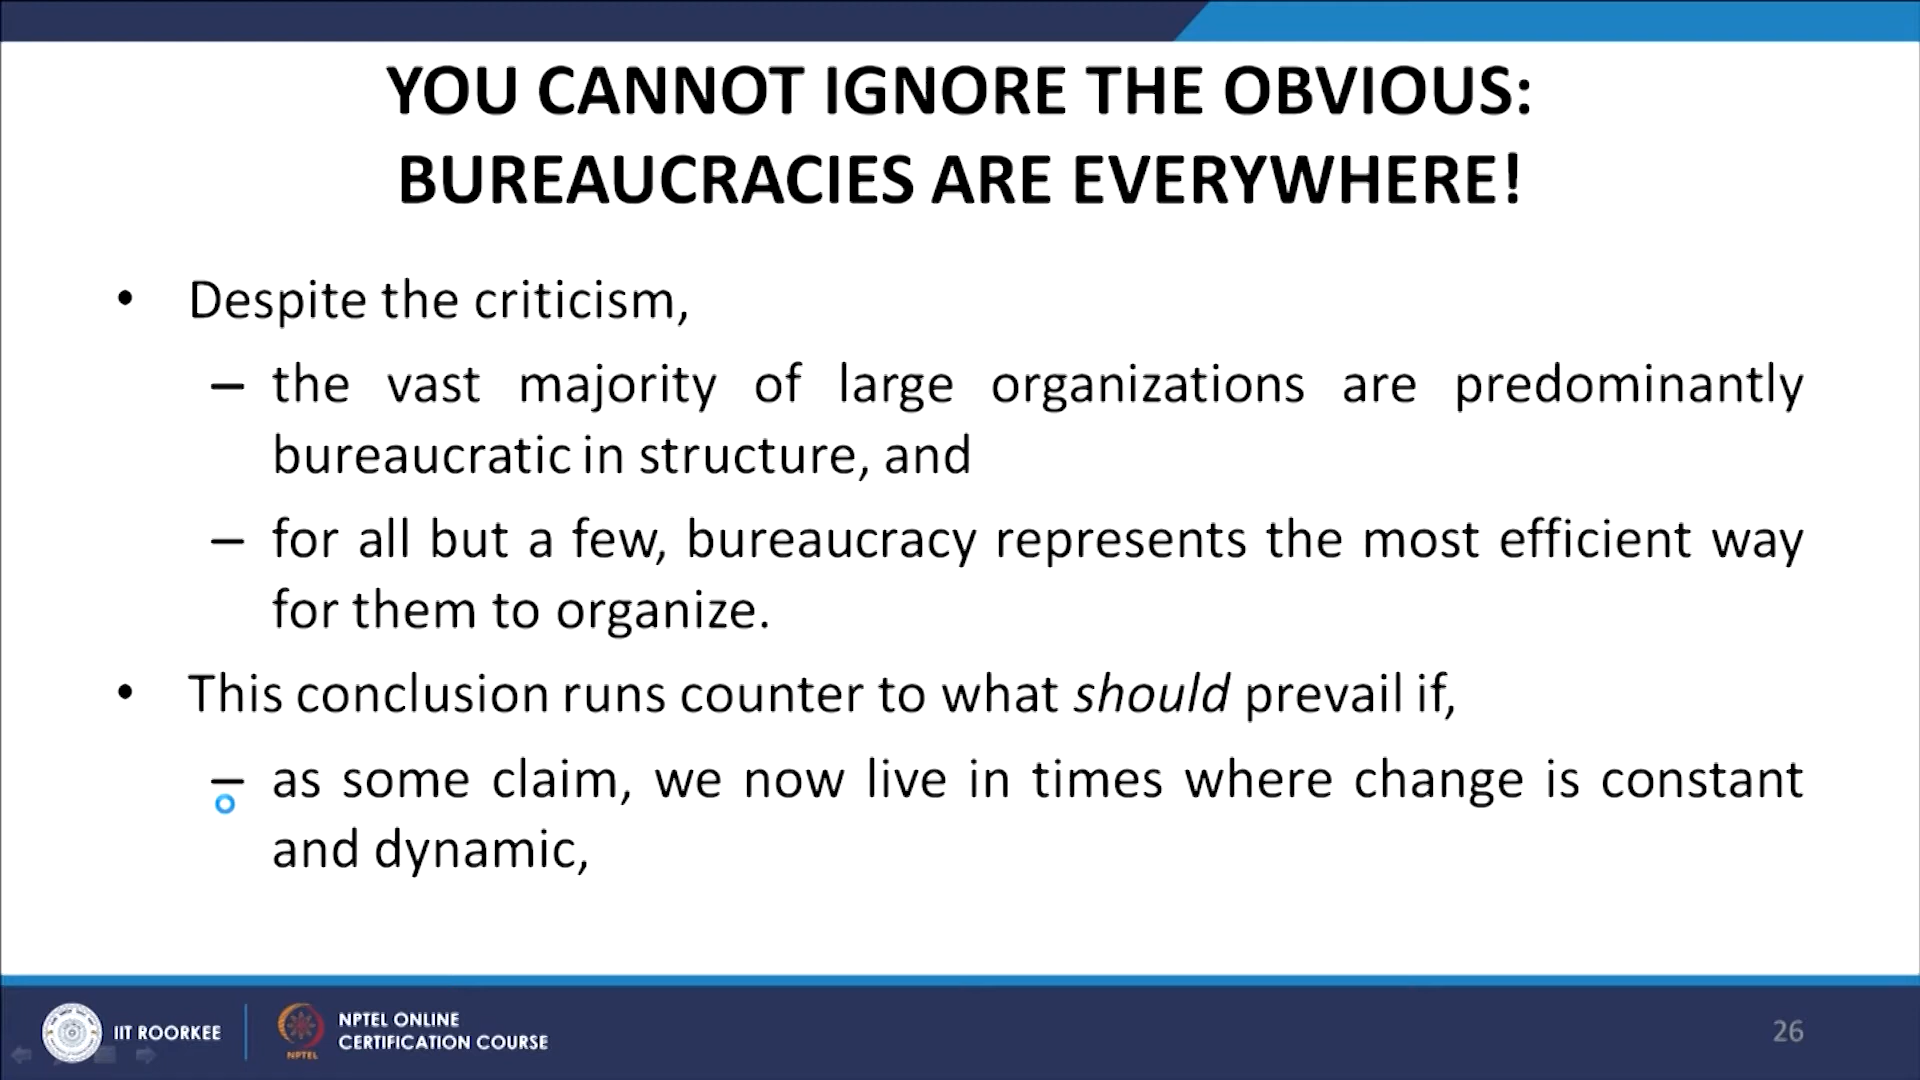 YOU CANNOT IGNORE THE OBVIOUS:
BUREAUCRACIES ARE EVERYWHERE!
• Despite the criticism,
– the vast majority of large organizations are predominantly
bureaucratic in structure, and
– for all but a few, bureaucracy represents the most efficient way
for them to organize.
• This conclusion runs counter to what should prevail if,
– as some claim, we now live in times where change is constant
and dynamic,
IIT ROORKEE
NPTEL
NPTEL ONLINE
CERTIFICATION COURSE
26